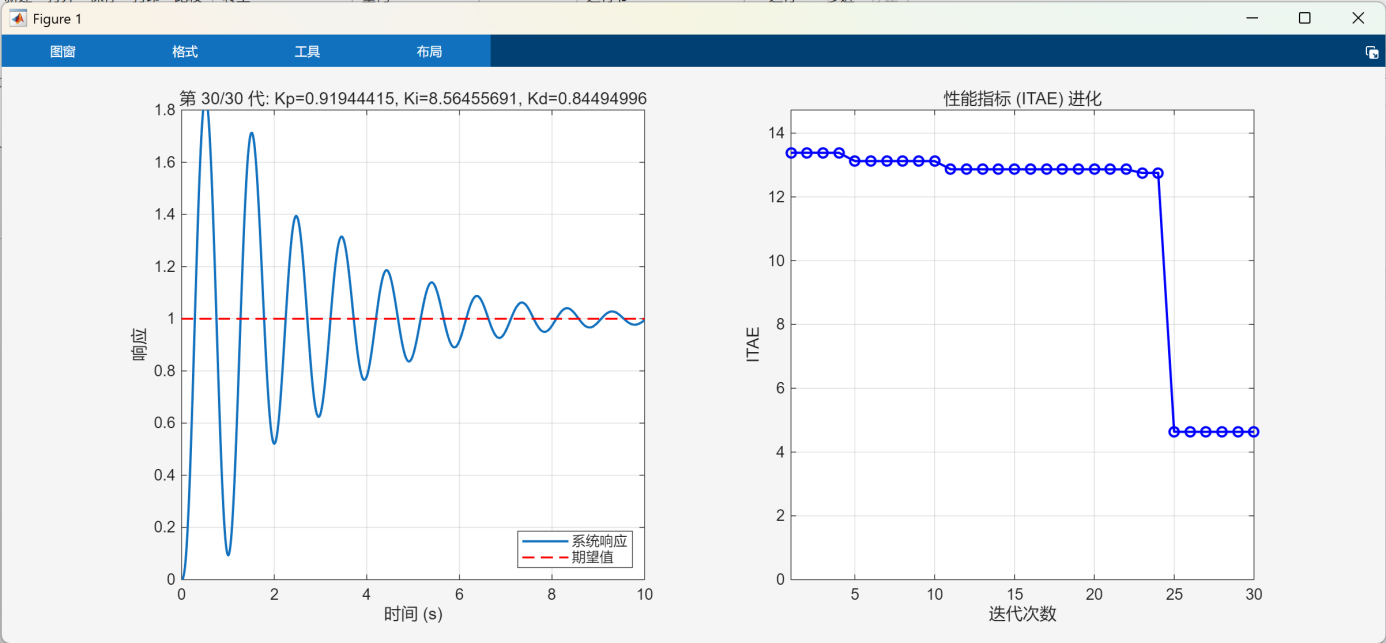 Figure 1
图窗 格式 工具 布局
第 30/30 代: Kp=0.91944415, Ki=8.56455691, Kd=0.84494996
1.8
1.6
1.4
1.2
1
0.8
0.6
0.4
0.2
0
响应
系统响应
期望值
0 2 4 6 8 10
时间 (s)
性能指标 (ITAE) 进化
14
12
10
8
6
4
2
0
ITAE
5 10 15 20 25 30
迭代次数